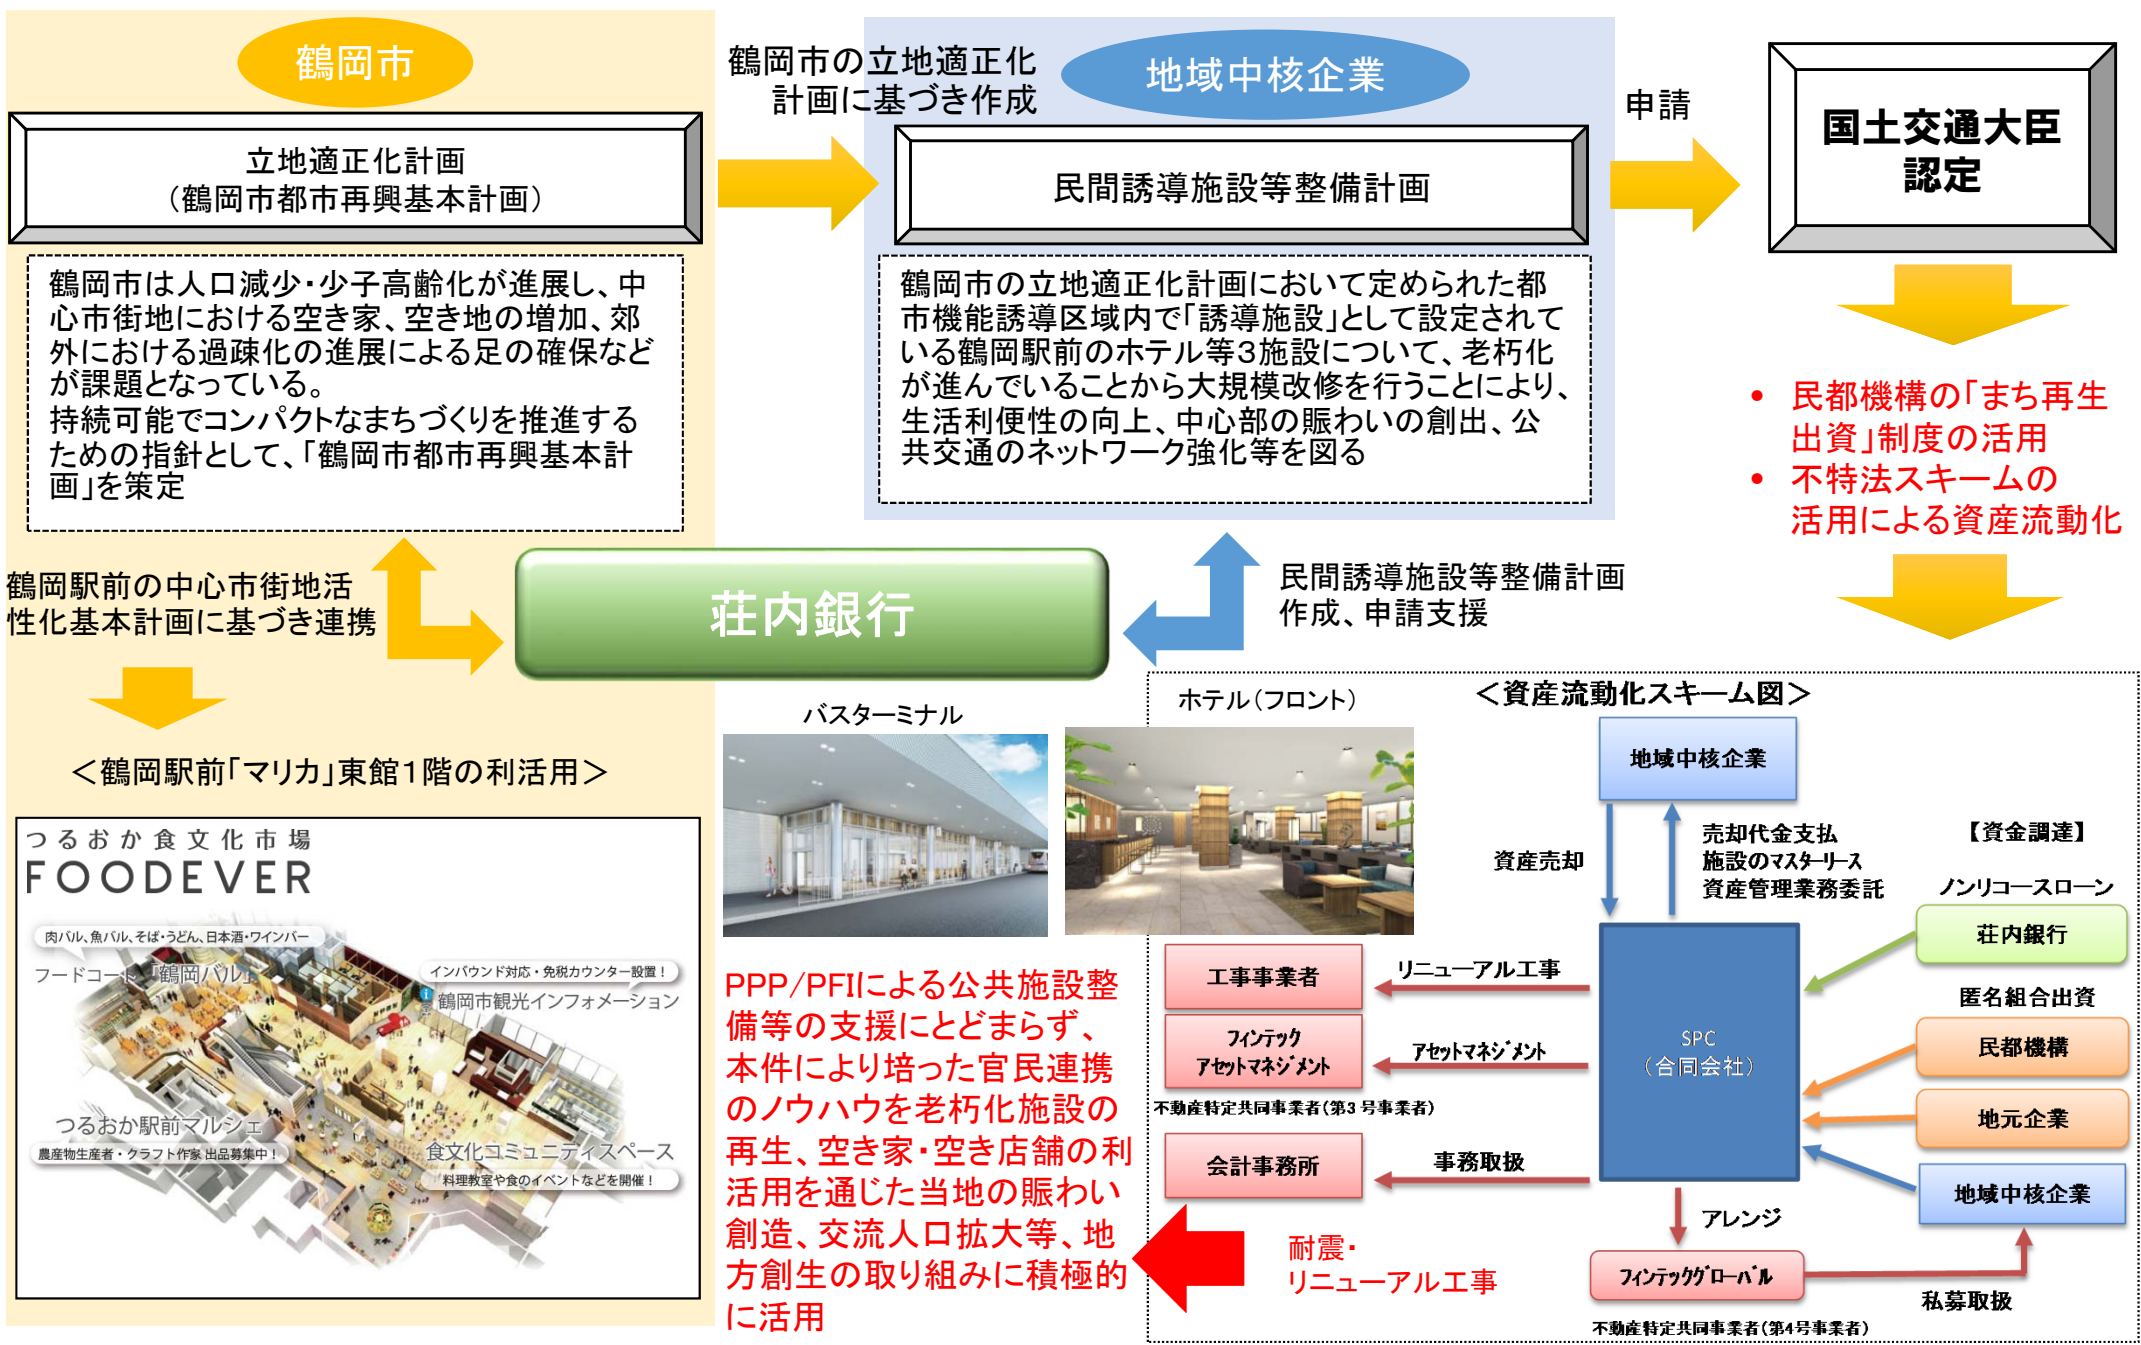 鶴岡市
立地適正化計画
（鶴岡市都市再興基本計画）
鶴岡市は人口減少・少子高齢化が進展し、中
心市街地における空き家、空き地の増加、郊
外における過疎化の進展による足の確保など
が課題となっている。
持続可能でコンパクトなまちづくりを推進する
ための指針として、「鶴岡市都市再興基本計
画」を策定
鶴岡市の立地適正化
計画に基づき作成
地域中核企業
民間誘導施設等整備計画
鶴岡市の立地適正化計画において定められた都
市機能誘導区域内で「誘導施設」として設定されて
いる鶴岡駅前のホテル等３施設について、老朽化
が進んでいることから大規模改修を行うことにより、
生活利便性の向上、中心部の賑わいの創出、公
共交通のネットワーク強化等を図る
申請
国土交通大臣
認定
• 民都機構の「まち再生
出資」制度の活用
• 不特法スキームの
活用による資産流動化
鶴岡駅前の中心市街地活
性化基本計画に基づき連携
荘内銀行
民間誘導施設等整備計画
作成、申請支援
＜鶴岡駅前「マリカ」東館１階の利活用＞
つるおか食文化市場
FOODEVER
肉バル、魚バル、そば・うどん、日本酒・ワインバー
フードコート「鶴岡バル」
インバウンド対応・免税カウンター設置！
鶴岡市観光インフォメーション
つるおか駅前マルシェ
農産物生産者・クラフト作家 出品募集中！
食文化コミュニティスペース
料理教室や食のイベントなどを開催！
バスターミナル
ホテル（フロント）
PPP/PFIによる公共施設整
備等の支援にとどまらず、
本件により培った官民連携
のノウハウを老朽化施設の
再生、空き家・空き店舗の利
活用を通じた当地の賑わい
創造、交流人口拡大等、地
方創生の取り組みに積極的
に活用
＜資産流動化スキーム図＞
地域中核企業
資産売却
売却代金支払
施設のマスターリース
資産管理業務委託
【資金調達】
ノンリコースローン
荘内銀行
匿名組合出資
民都機構
地元企業
地域中核企業
SPC
（合同会社）
工事事業者
リニューアル工事
フィンテック
アセットマネジメント
アセットマネジメント
不動産特定共同事業者（第3号事業者）
会計事務所
事務取扱
アレンジ
フィンテックグローバル
私募取扱
不動産特定共同事業者（第4号事業者）
耐震・
リニューアル工事